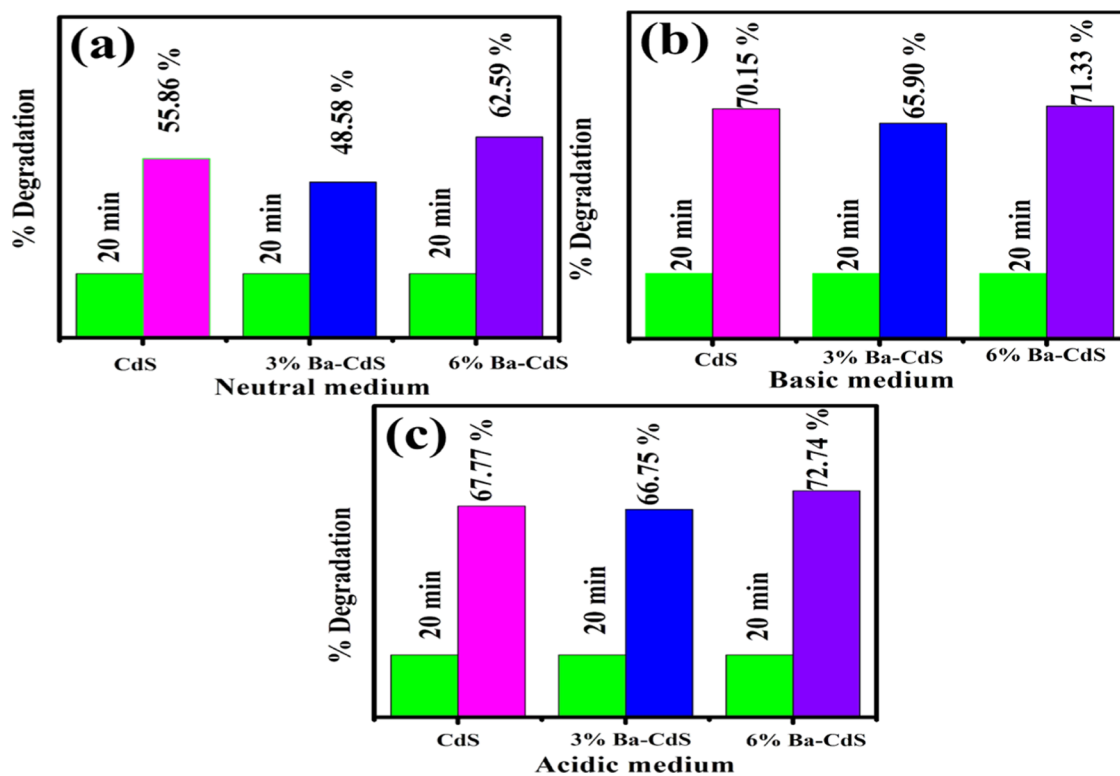 (a)
% Degradation
20 min
55.86 %
20 min
48.58 %
20 min
62.59 %
CdS
3% Ba-CdS
6% Ba-CdS
Neutral medium
(b)
% Degradation
20 min
70.15 %
20 min
65.90 %
20 min
71.33 %
CdS
3% Ba-CdS
6% Ba-CdS
Basic medium
(c)
% Degradation
20 min
67.77 %
20 min
66.75 %
20 min
72.74 %
CdS
3% Ba-CdS
6% Ba-CdS
Acidic medium